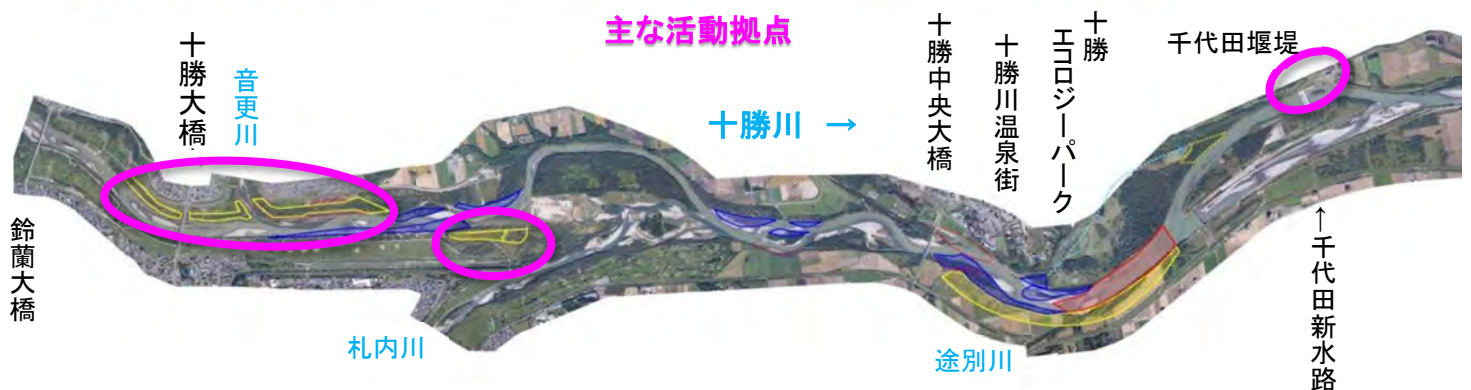 主な活動拠点
十勝大橋
音更川
十勝川 →
十勝中央大橋
十勝川温泉街
十勝
エコロジーパーク
千代田堰堤
鈴蘭大橋
札内川
途別川
←千代田新水路